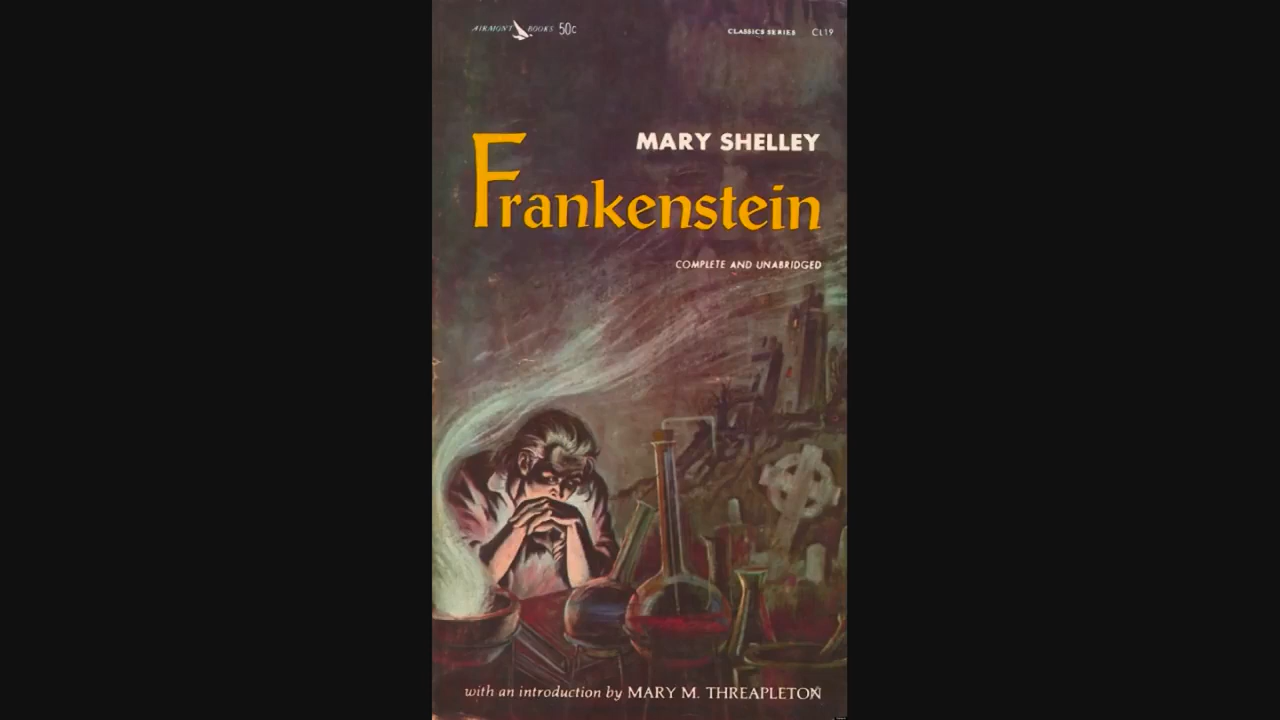 AIRMONT BOOKS 50c
CLASSICS SERIES CL19
MARY SHELLEY
Frankenstein
COMPLETE AND UNABRIDGED
with an introduction by MARY M. THREAPLETON